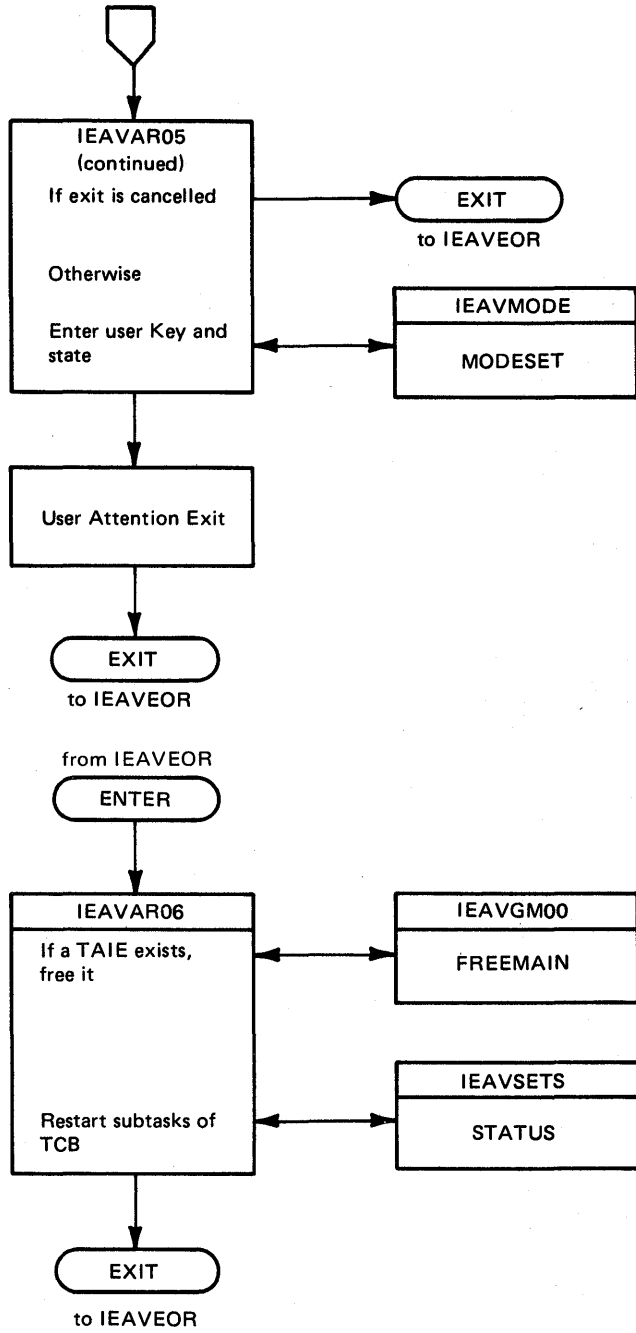 IEAVAR05
(continued)
If exit is cancelled
EXIT
to IEAVEOR
Otherwise
IEAVMODE
Enter user Key and
state
MODESET
User Attention Exit
EXIT
to IEAVEOR
from IEAVEOR
ENTER
IEAVAR06
IEAVGM00
If a TAIE exists,
free it
FREEMAIN
IEAVSETS
Restart subtasks of
TCB
STATUS
EXIT
to IEAVEOR